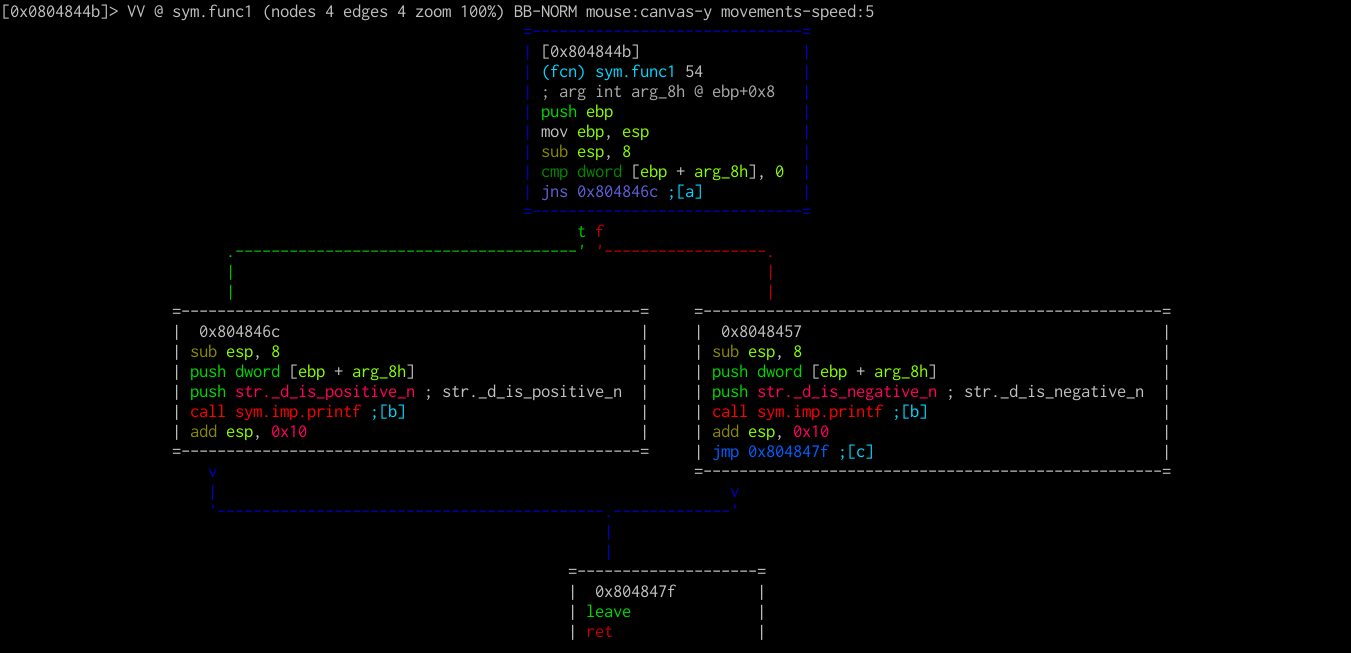 [0x0804844b]> VV @ sym.func1 (nodes 4 edges 4 zoom 100%) BB-NORM mouse:canvas-y movements-speed:5
[0x804844b]
(fcn) sym.func1 54
; arg int arg_8h @ ebp+0x8
push ebp
mov ebp, esp
sub esp, 8
cmp dword [ebp + arg_8h], 0
jns 0x804846c ;[a]
t f
0x804846c
sub esp, 8
push dword [ebp + arg_8h]
push str._d_is_positive_n ; str._d_is_positive_n
call sym.imp.printf ;[b]
add esp, 0x10
v
0x8048457
sub esp, 8
push dword [ebp + arg_8h]
push str._d_is_negative_n ; str._d_is_negative_n
call sym.imp.printf ;[b]
add esp, 0x10
jmp 0x804847f ;[c]
v
0x804847f
leave
ret